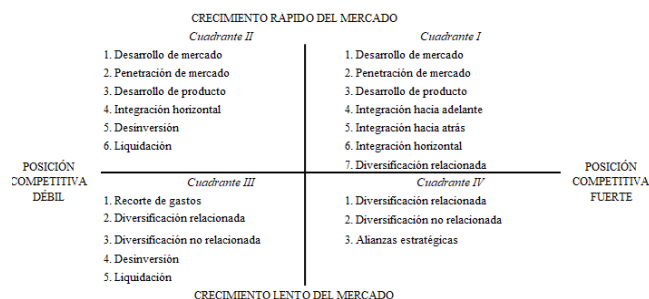 CRECIMIENTO RÁPIDO DEL MERCADO
Cuadrante II
1. Desarrollo de mercado
2. Penetración de mercado
3. Desarrollo de producto
4. Integración horizontal
5. Desinversión
6. Liquidación
Cuadrante I
1. Desarrollo de mercado
2. Penetración de mercado
3. Desarrollo de producto
4. Integración hacia adelante
5. Integración hacia atrás
6. Integración horizontal
7. Diversificación relacionada
POSICIÓN
COMPETITIVA
DÉBIL
Cuadrante III
1. Recorte de gastos
2. Diversificación relacionada
3. Diversificación no relacionada
4. Desinversión
5. Liquidación
Cuadrante IV
1. Diversificación relacionada
2. Diversificación no relacionada
3. Alianzas estratégicas
POSICIÓN
COMPETITIVA
FUERTE
CRECIMIENTO LENTO DEL MERCADO